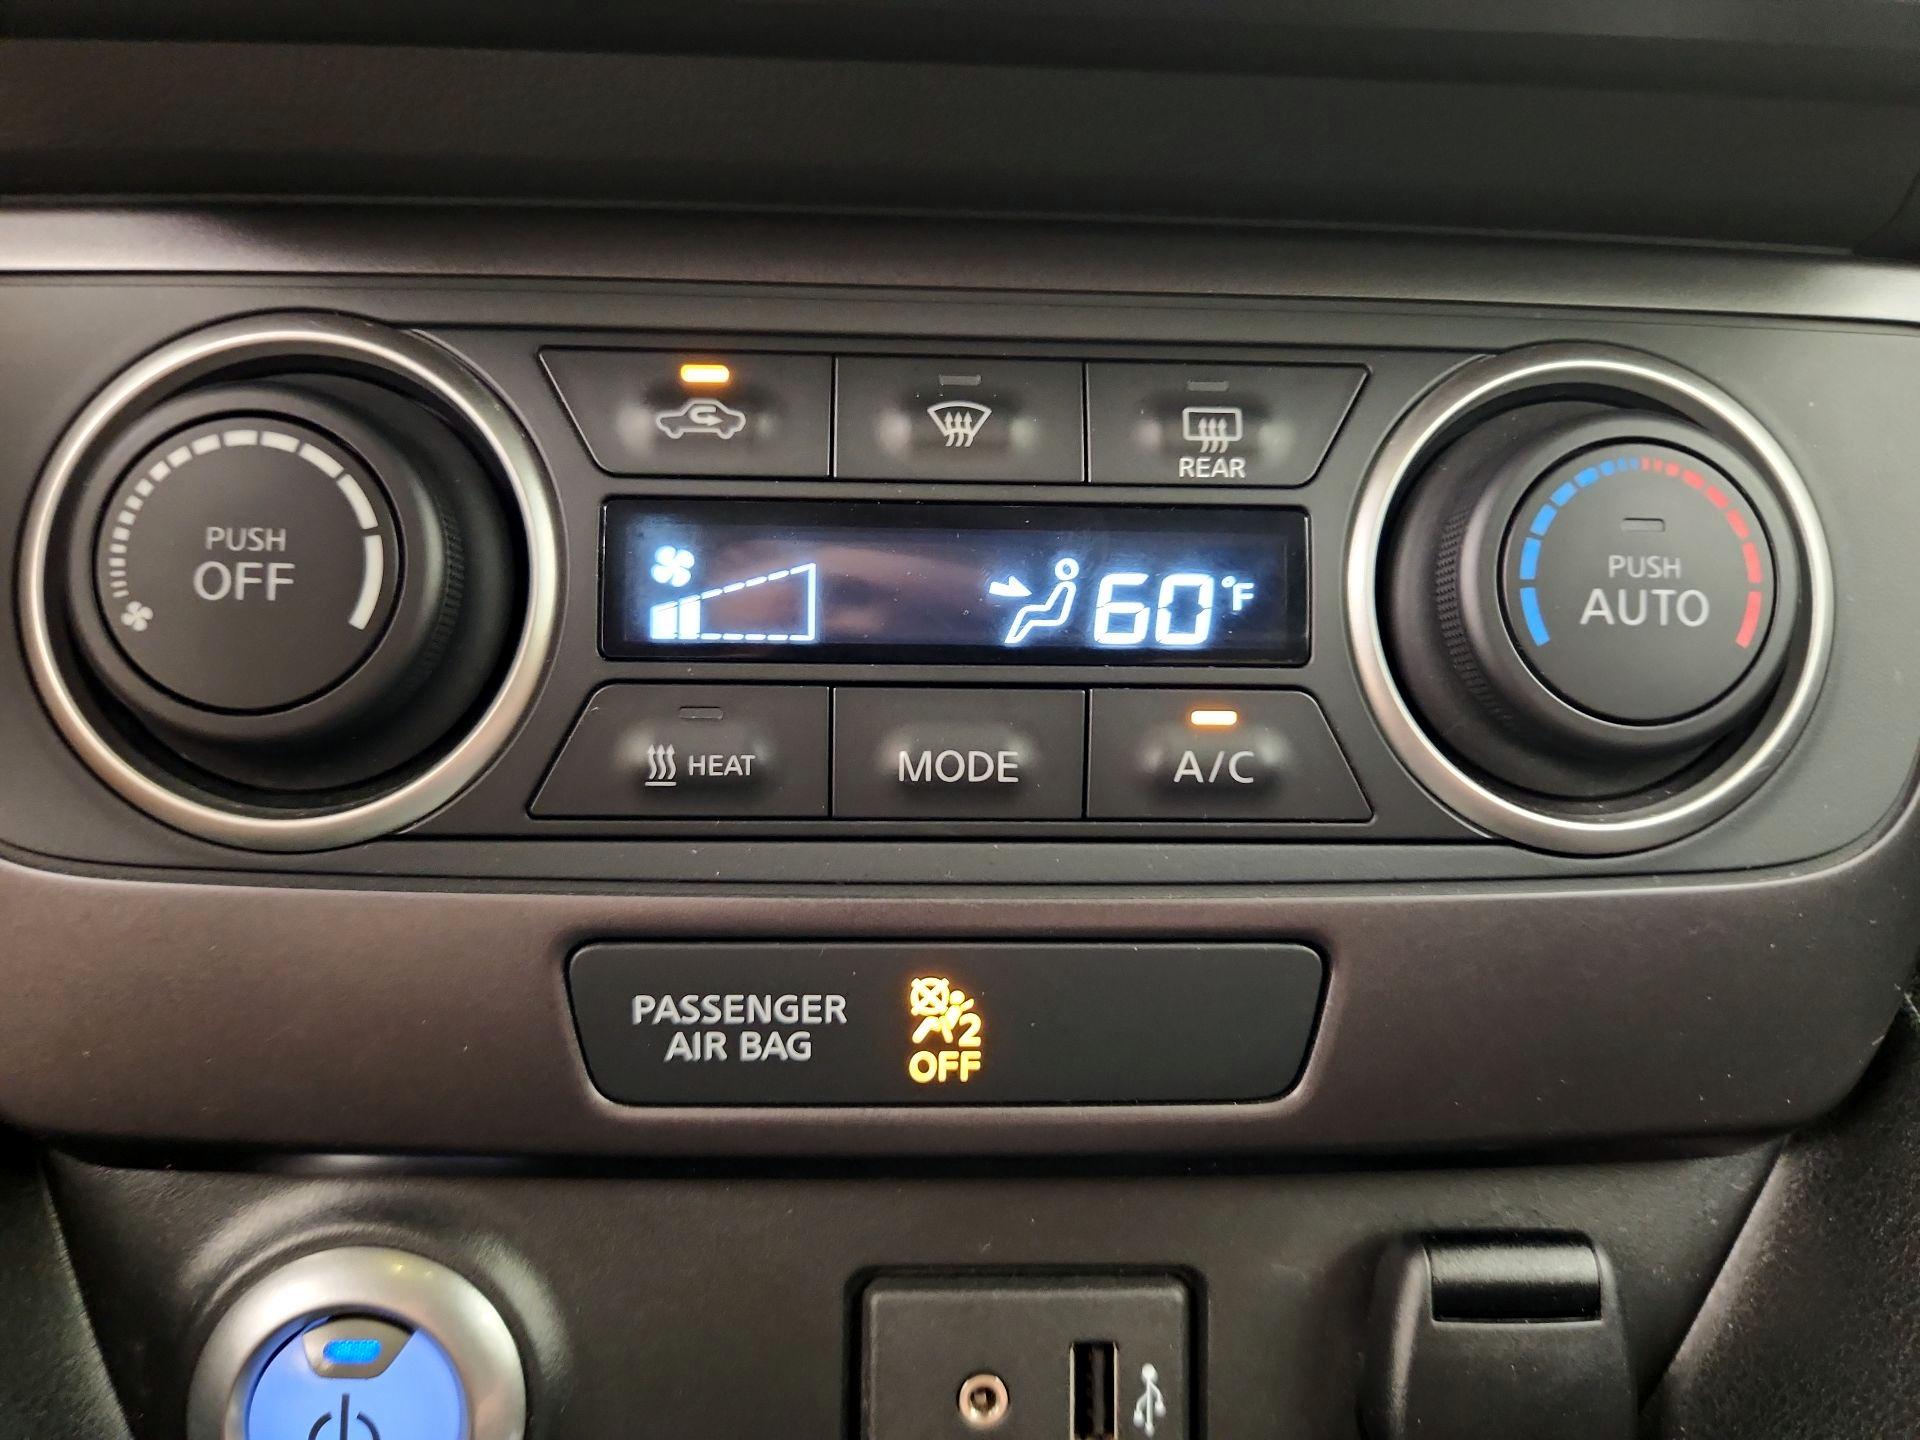 REAR
PUSH
OFF
60°F
PUSH
AUTO
HEAT
MODE
A/C
PASSENGER
AIR BAG
2
OFF